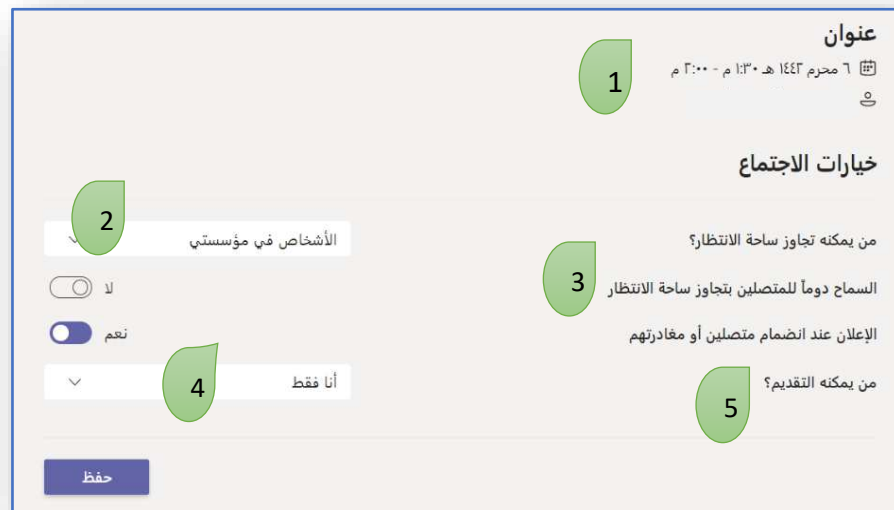 عنوان
٦ محرم ١٤٤٣ هـ ١:٣٠ م - ٢:٠٠ م
1
خيارات الاجتماع
2
من يمكنه تجاوز ساحة الانتظار؟ الأشخاص في مؤسستي
3
السماح دوماً للمتصلين بتجاوز ساحة الانتظار لا
الإعلان عند انضمام متصلين أو مغادرتهم نعم
من يمكنه التقديم؟ أنا فقط
4
5
حفظ